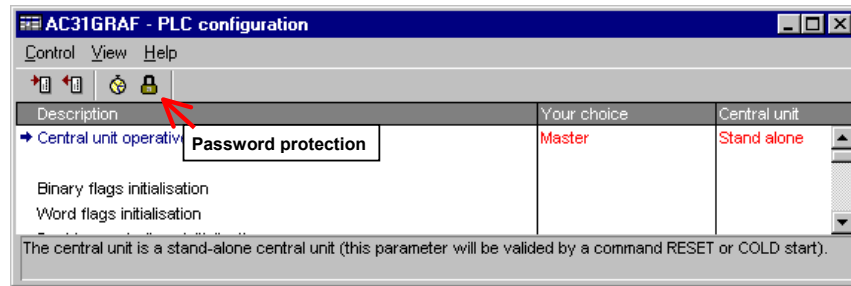 AC31GRAF - PLC configuration
Control View Help
Description Your choice Central unit
Central unit operative Master Stand alone
Password protection
Binary flags initialisation
Word flags initialisation
The central unit is a stand-alone central unit (this parameter will be valided by a command RESET or COLD start).